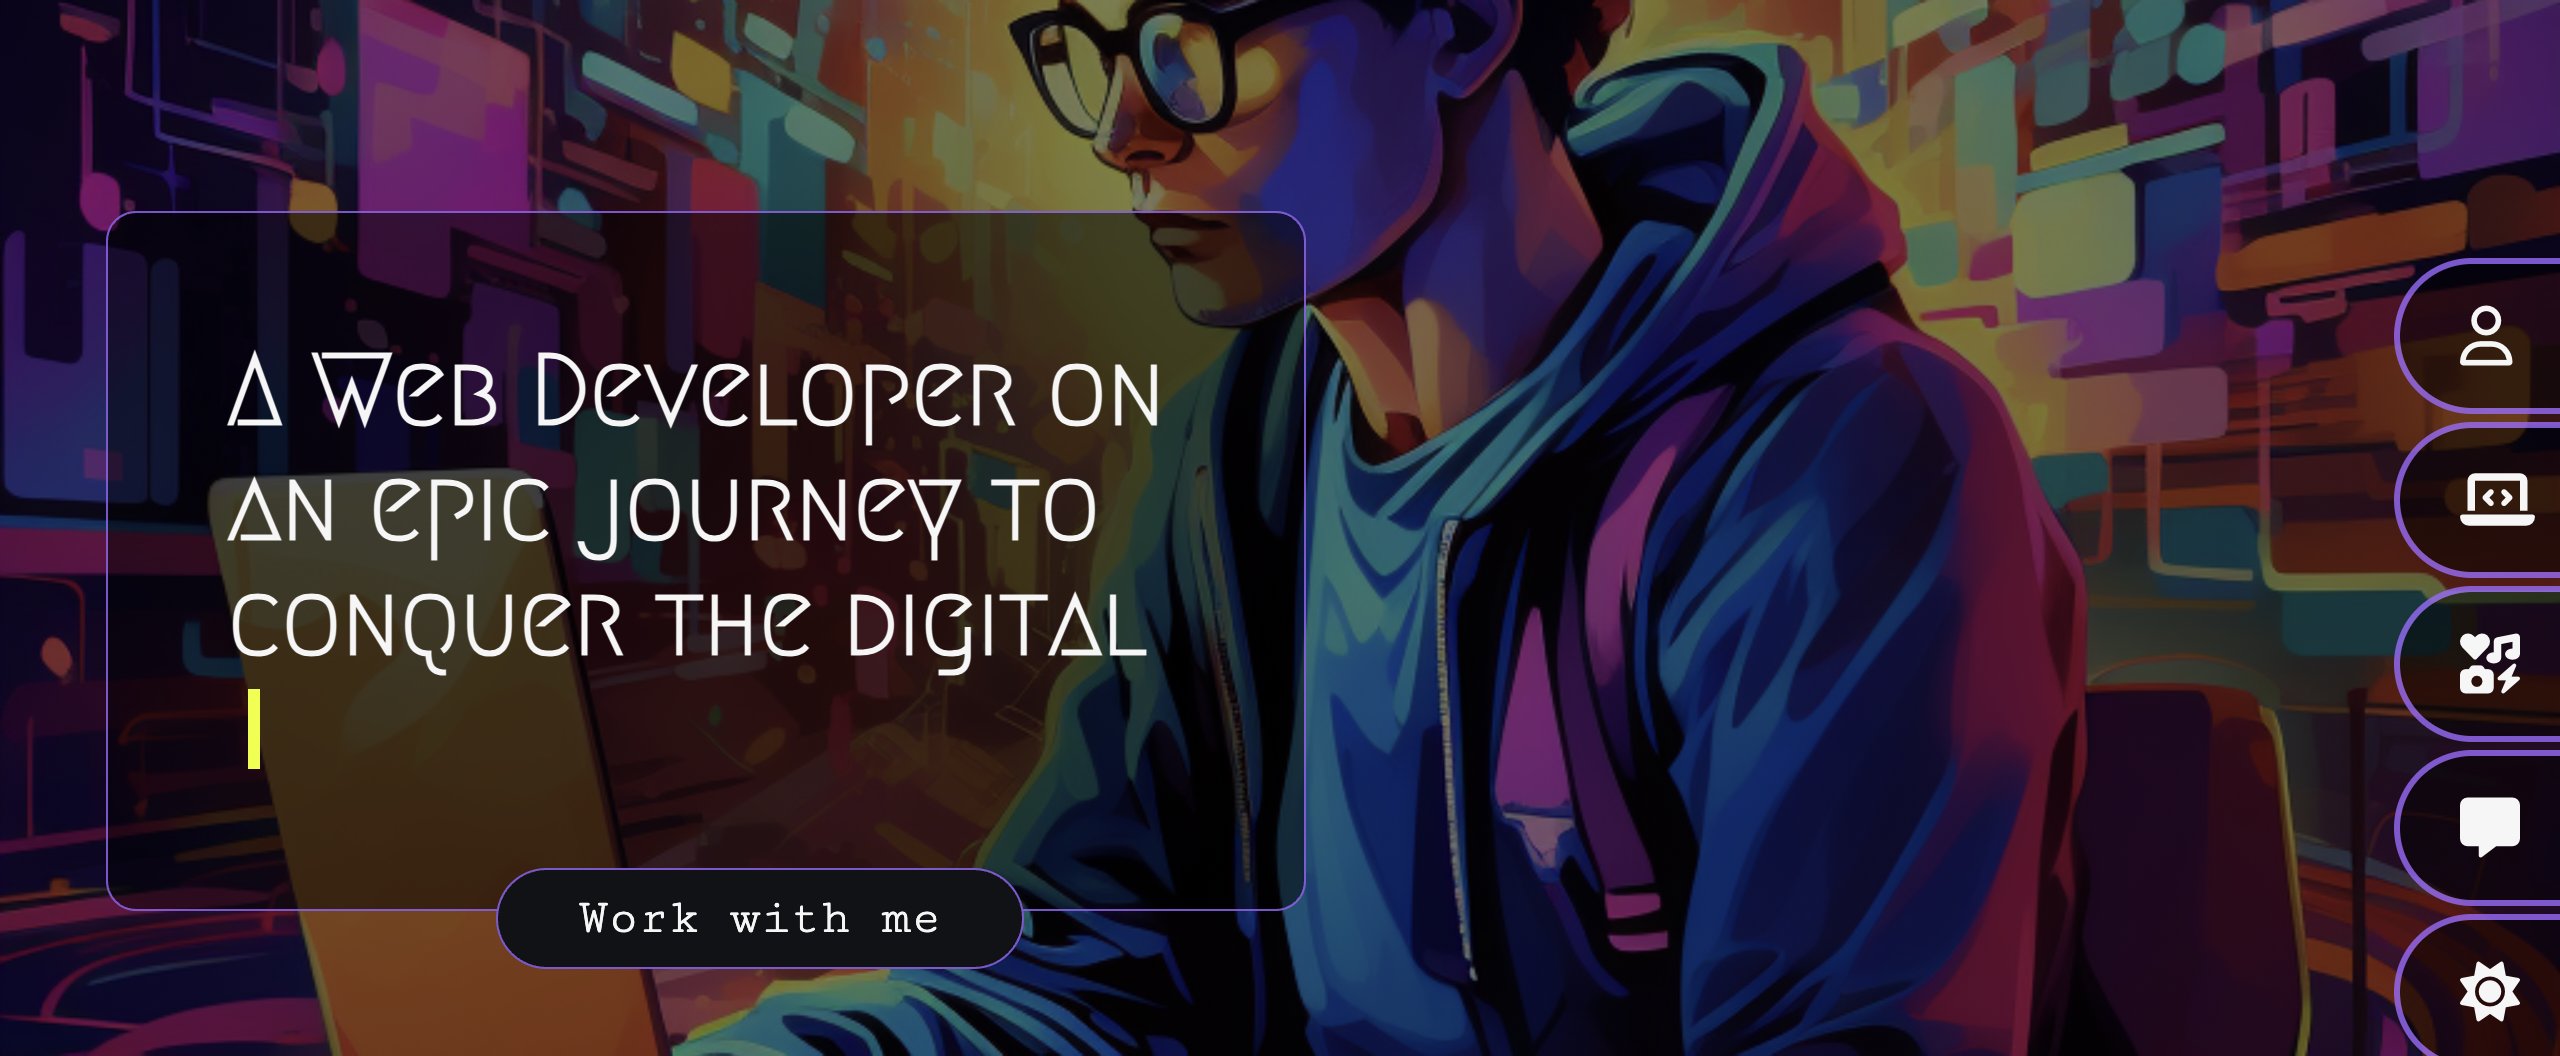 A Web Developer on
an epic journey to
conquer the digital
Work with me